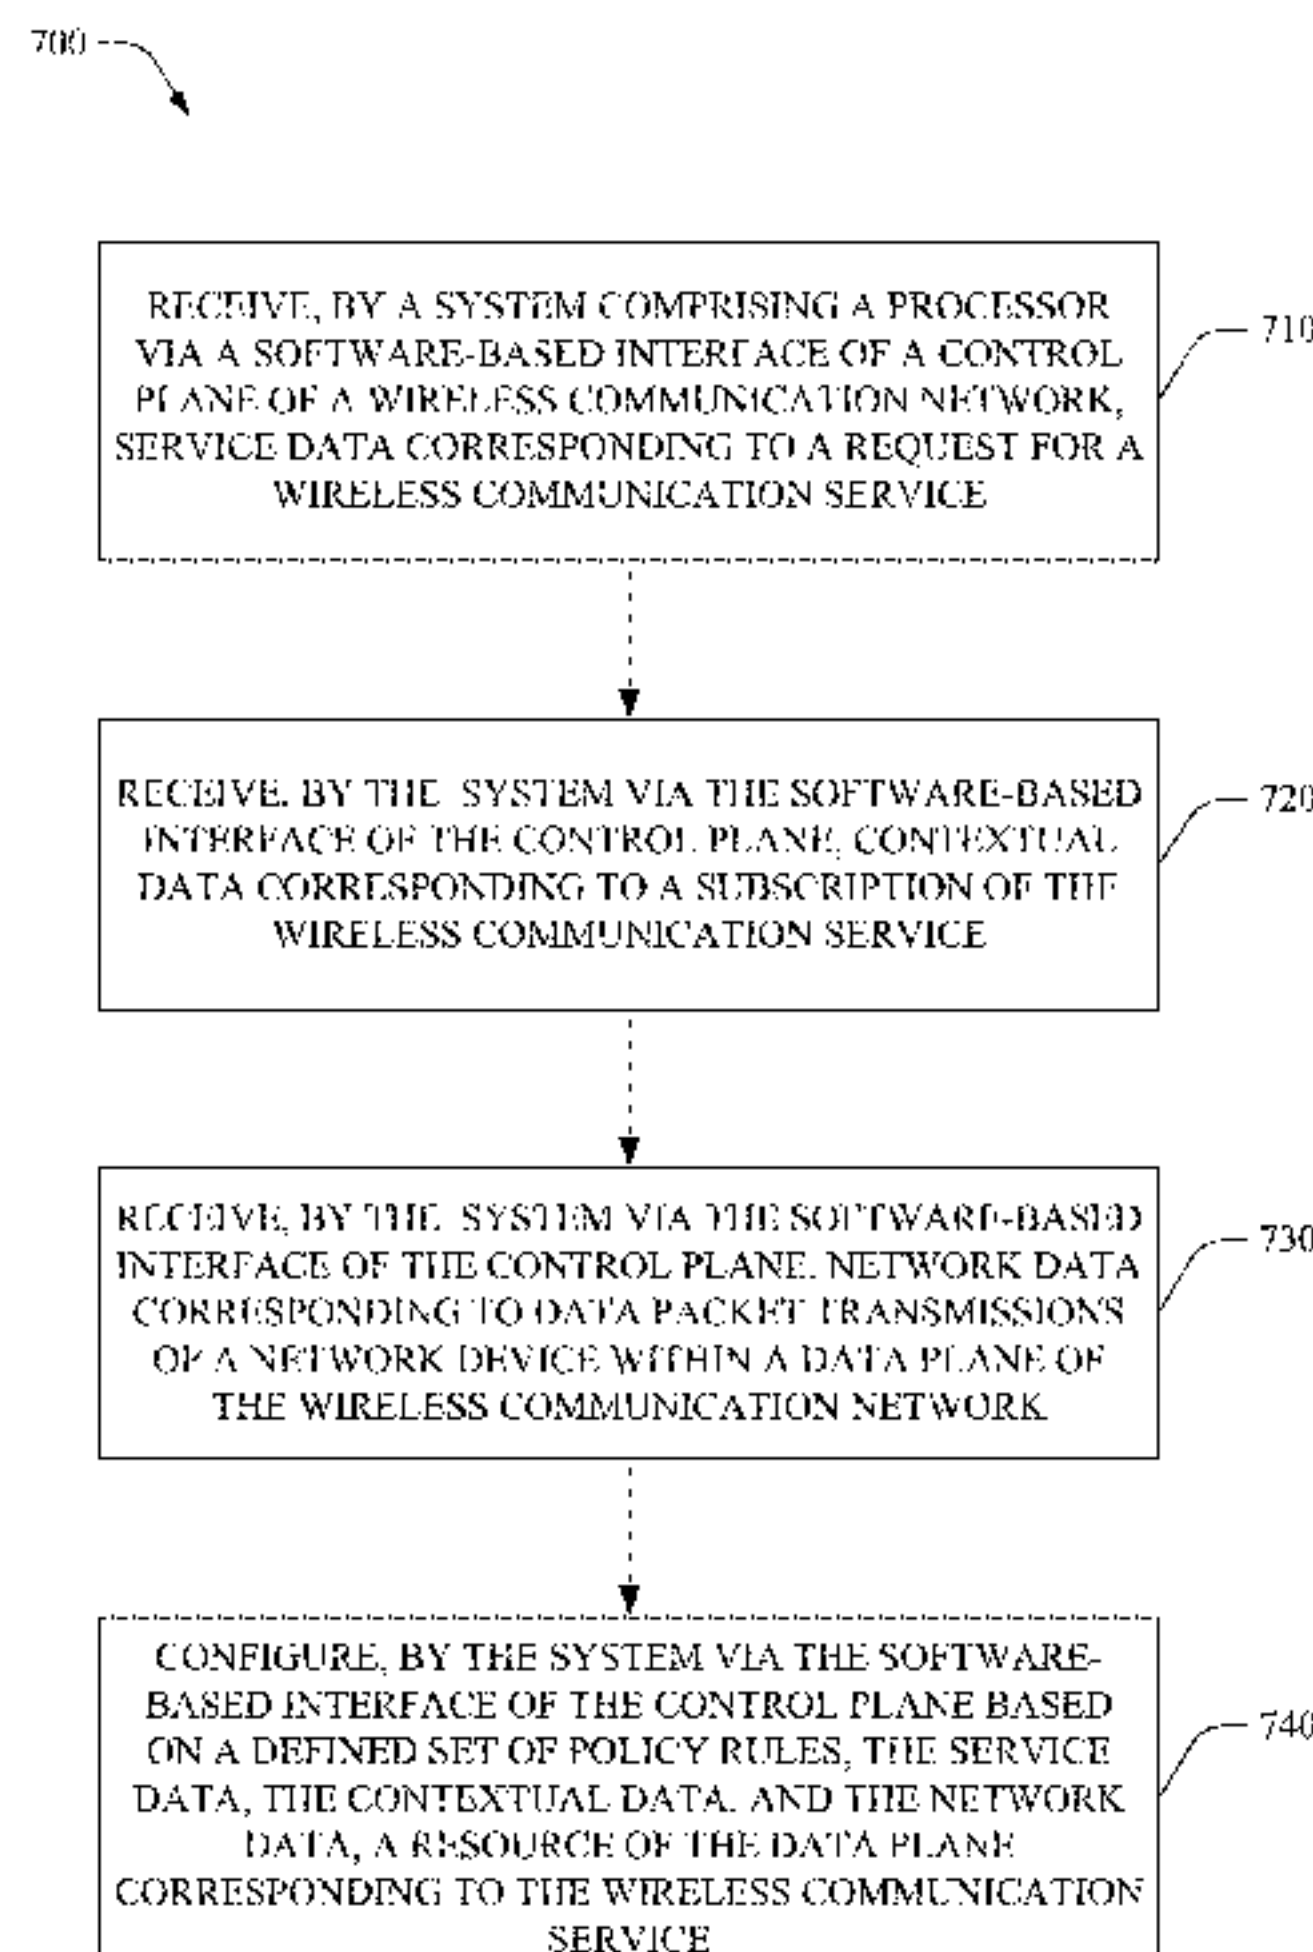 700
RECEIVE, BY A SYSTEM COMPRISING A PROCESSOR
VIA A SOFTWARE-BASED INTERFACE OF A CONTROL
PLANE OF A WIRELESS COMMUNICATION NETWORK,
SERVICE DATA CORRESPONDING TO A REQUEST FOR A
WIRELESS COMMUNICATION SERVICE
710
RECEIVE, BY THE SYSTEM VIA THE SOFTWARE-BASED
INTERFACE OF THE CONTROL PLANE, CONTEXTUAL
DATA CORRESPONDING TO A SUBSCRIPTION OF THE
WIRELESS COMMUNICATION SERVICE
720
RECEIVE, BY THE SYSTEM VIA THE SOFTWARE-BASED
INTERFACE OF THE CONTROL PLANE, NETWORK DATA
CORRESPONDING TO DATA PACKET TRANSMISSIONS
OF A NETWORK DEVICE WITHIN A DATA PLANE OF
THE WIRELESS COMMUNICATION NETWORK
730
CONFIGURE, BY THE SYSTEM VIA THE SOFTWARE-
BASED INTERFACE OF THE CONTROL PLANE BASED
ON A DEFINED SET OF POLICY RULES, THE SERVICE
DATA, THE CONTEXTUAL DATA, AND THE NETWORK
DATA, A RESOURCE OF THE DATA PLANE
CORRESPONDING TO THE WIRELESS COMMUNICATION
SERVICE
740